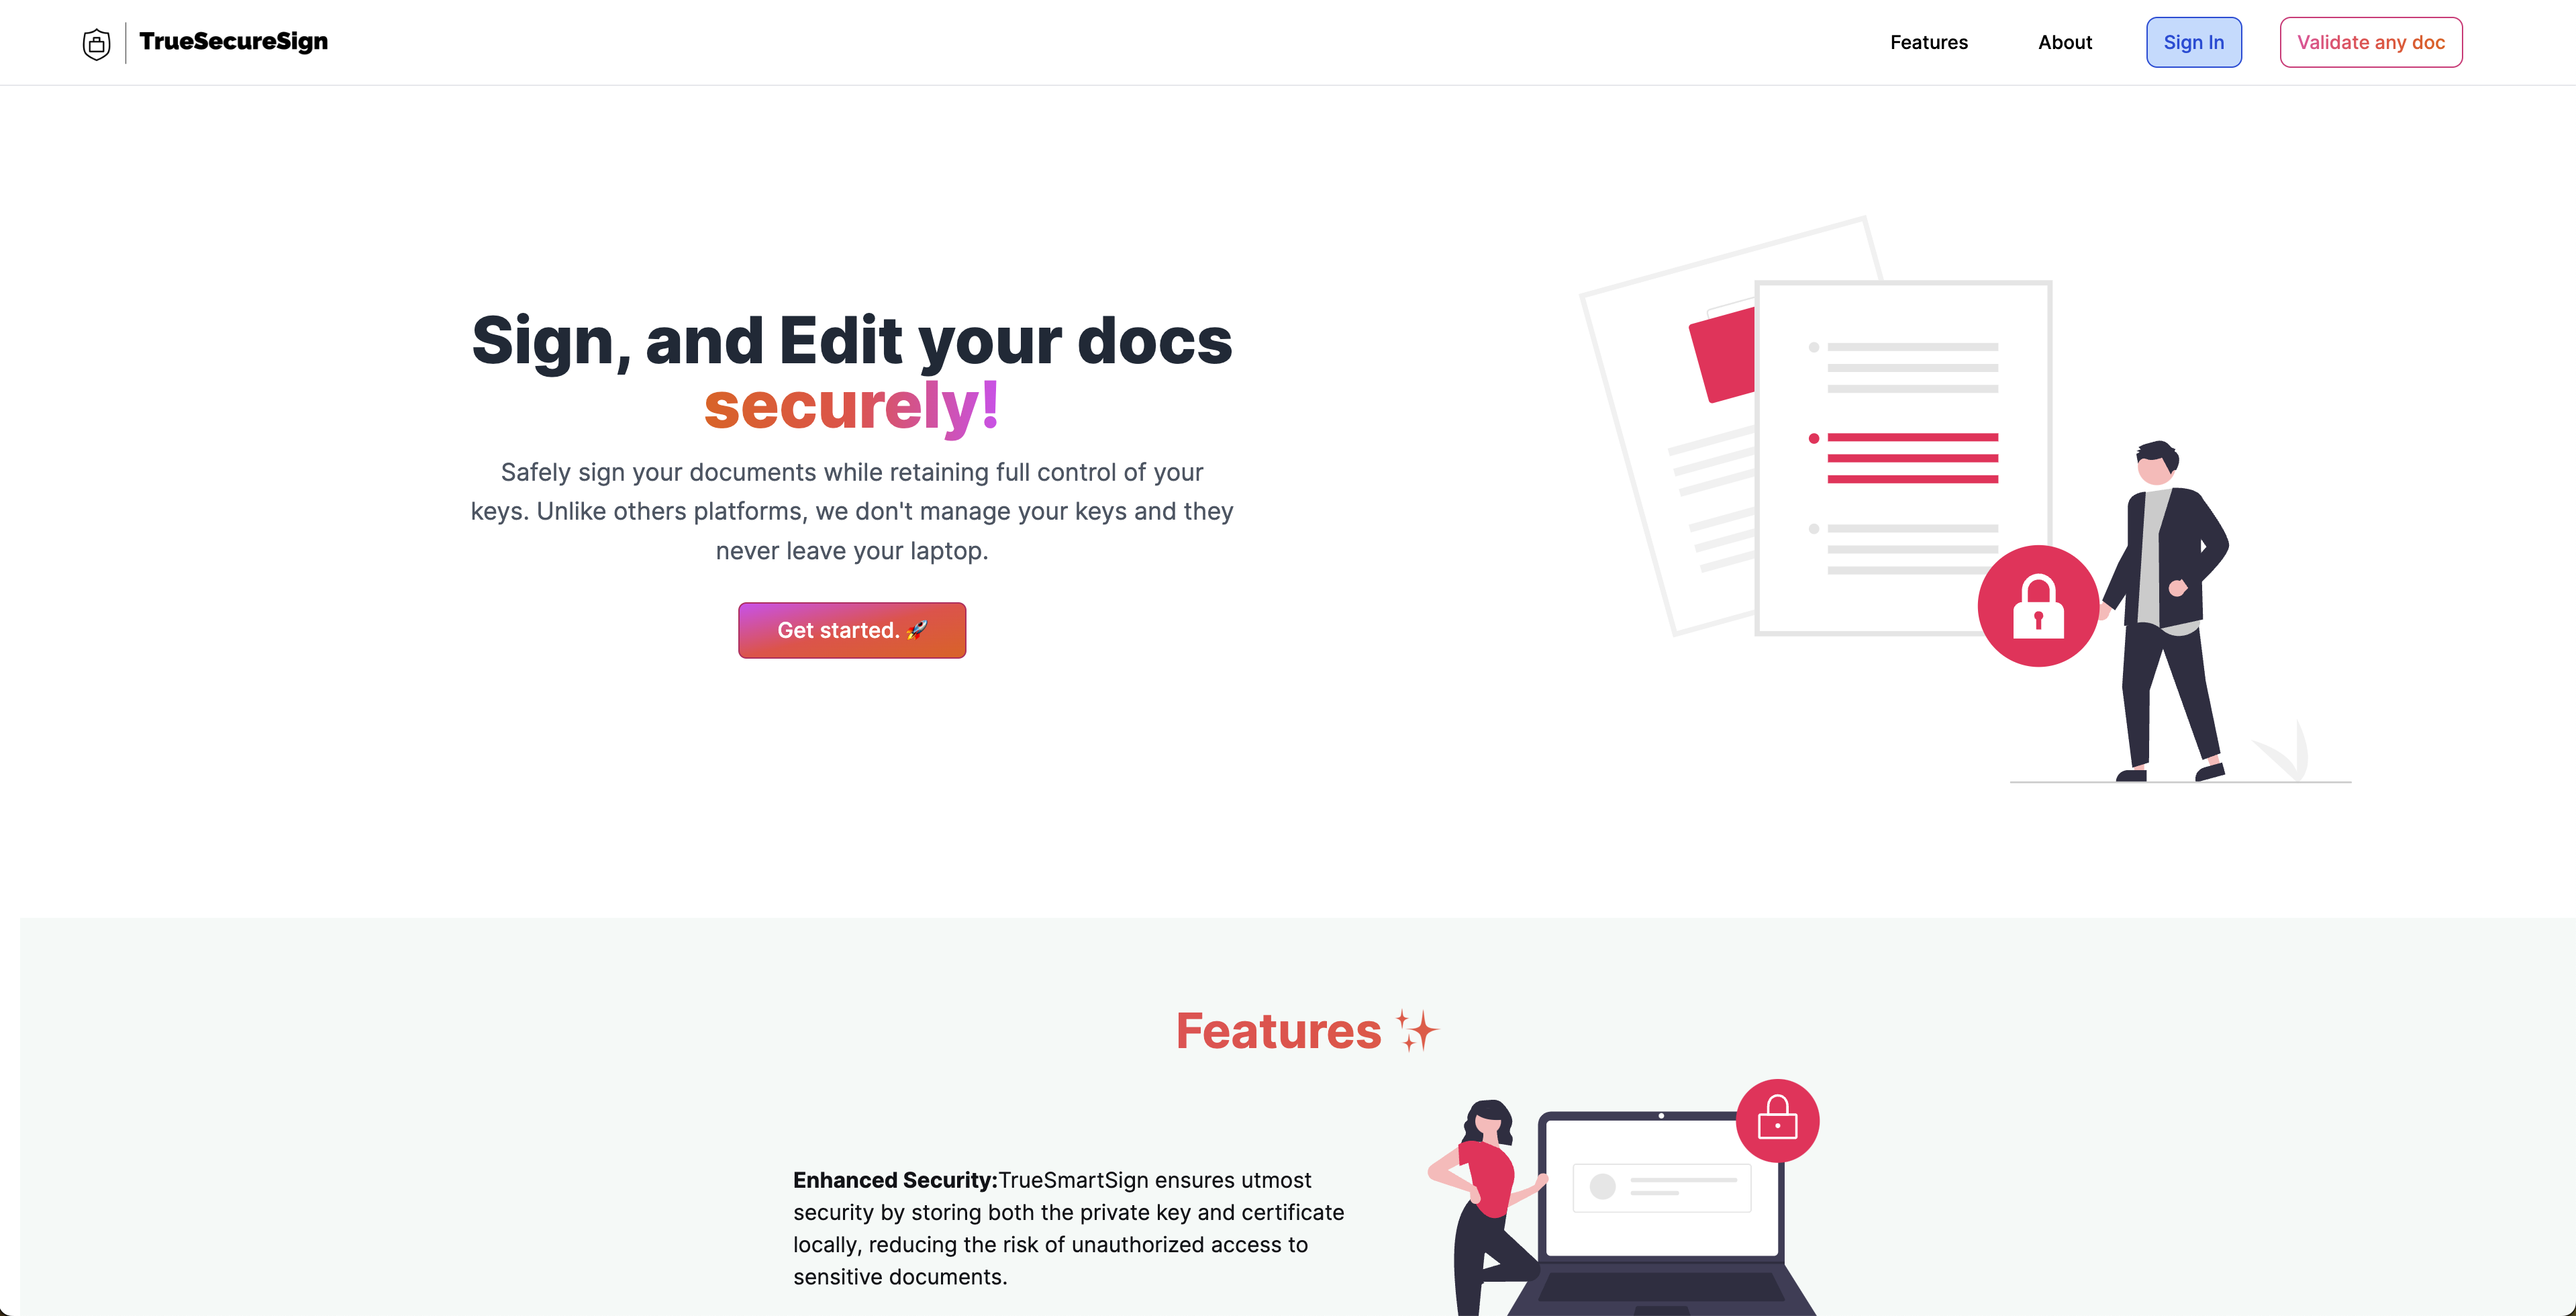 TrueSecureSign
Features
About
Sign In
Validate any doc
Sign, and Edit your docs
securely!
Safely sign your documents while retaining full control of your
keys. Unlike others platforms, we don't manage your keys and they
never leave your laptop.
Get started. 🚀
Features ✨
Enhanced Security:TrueSmartSign ensures utmost
security by storing both the private key and certificate
locally, reducing the risk of unauthorized access to
sensitive documents.